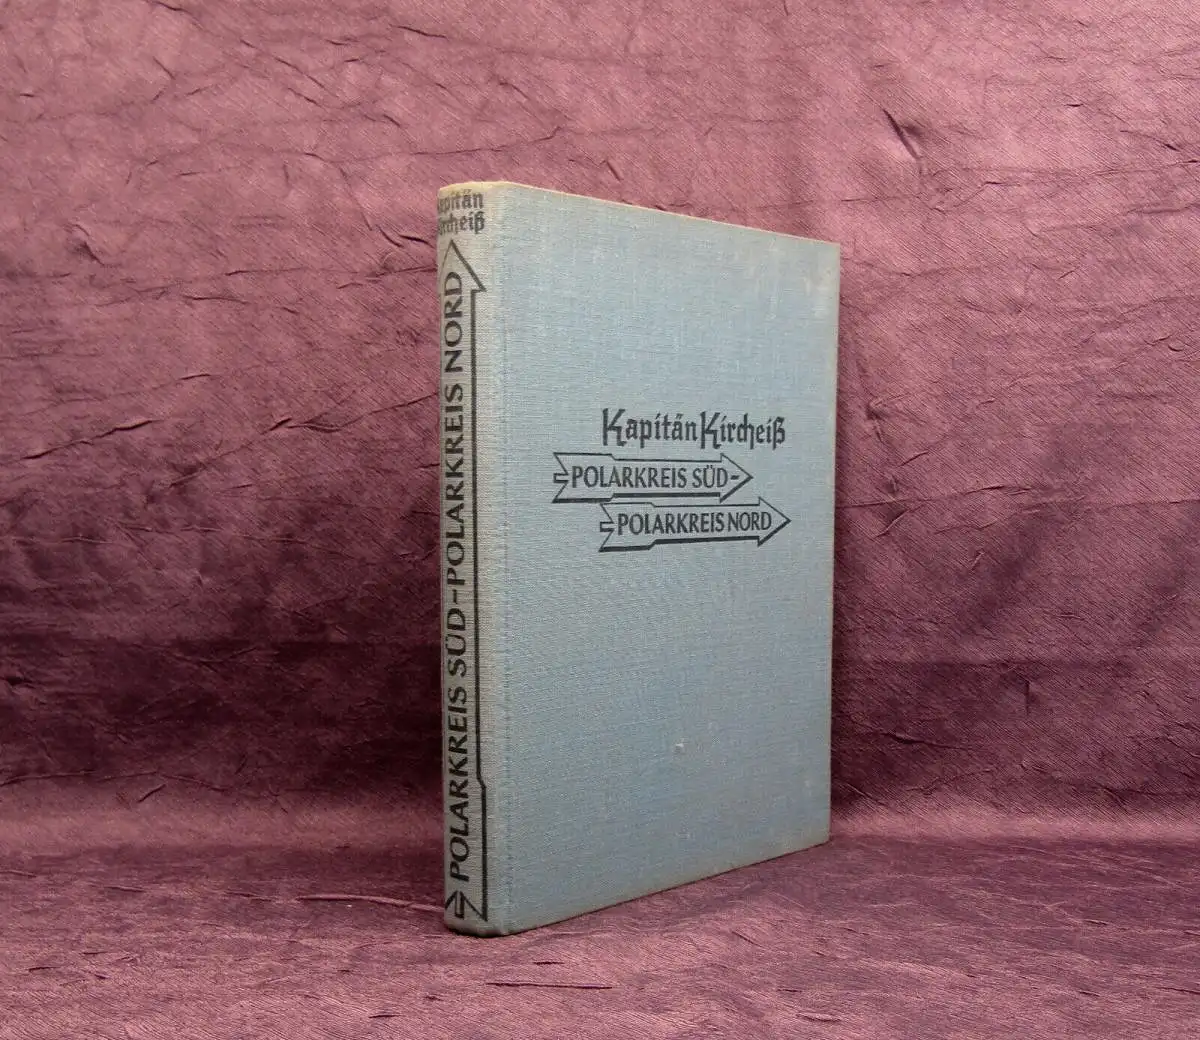 Kapitän
Kircheiß
POLARKREIS SÜD-POLARKREIS NORD
Kapitän Kircheiß
POLARKREIS SÜD-
POLARKREIS NORD